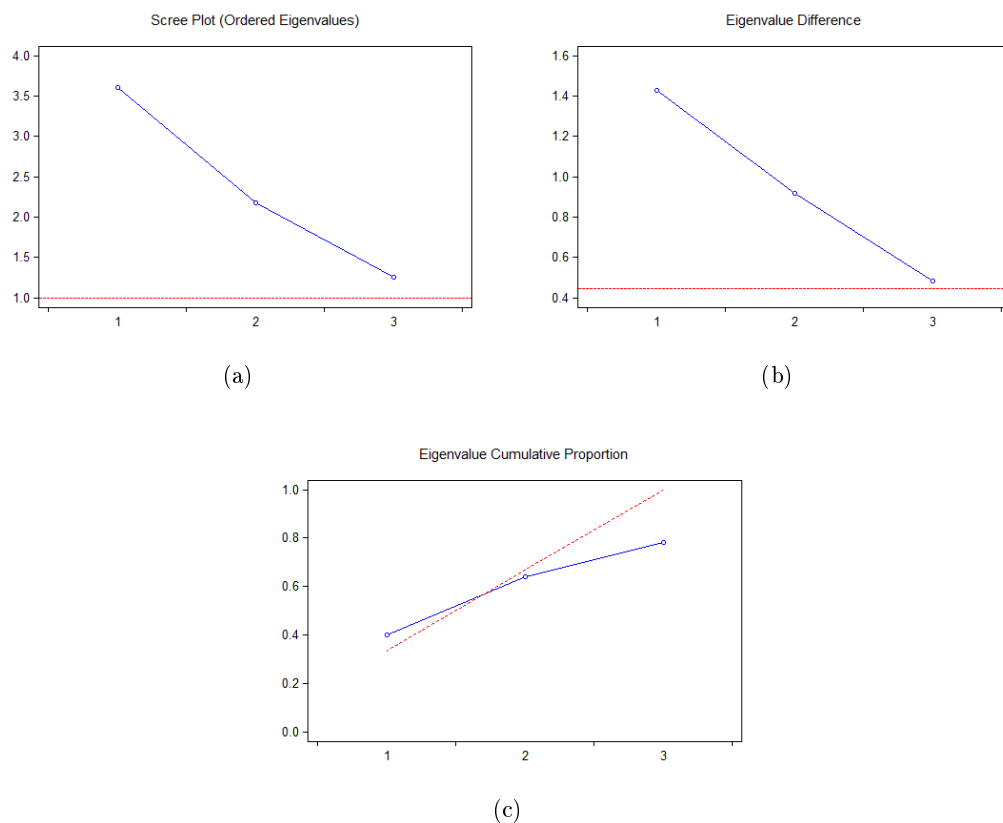 Scree Plot (Ordered Eigenvalues)
4.0
3.5
3.0
2.5
2.0
1.5
1.0
1 2 3
(a)
Eigenvalue Difference
1.6
1.4
1.2
1.0
0.8
0.6
0.4
1 2 3
(b)
Eigenvalue Cumulative Proportion
1.0
0.8
0.6
0.4
0.2
0.0
1 2 3
(c)